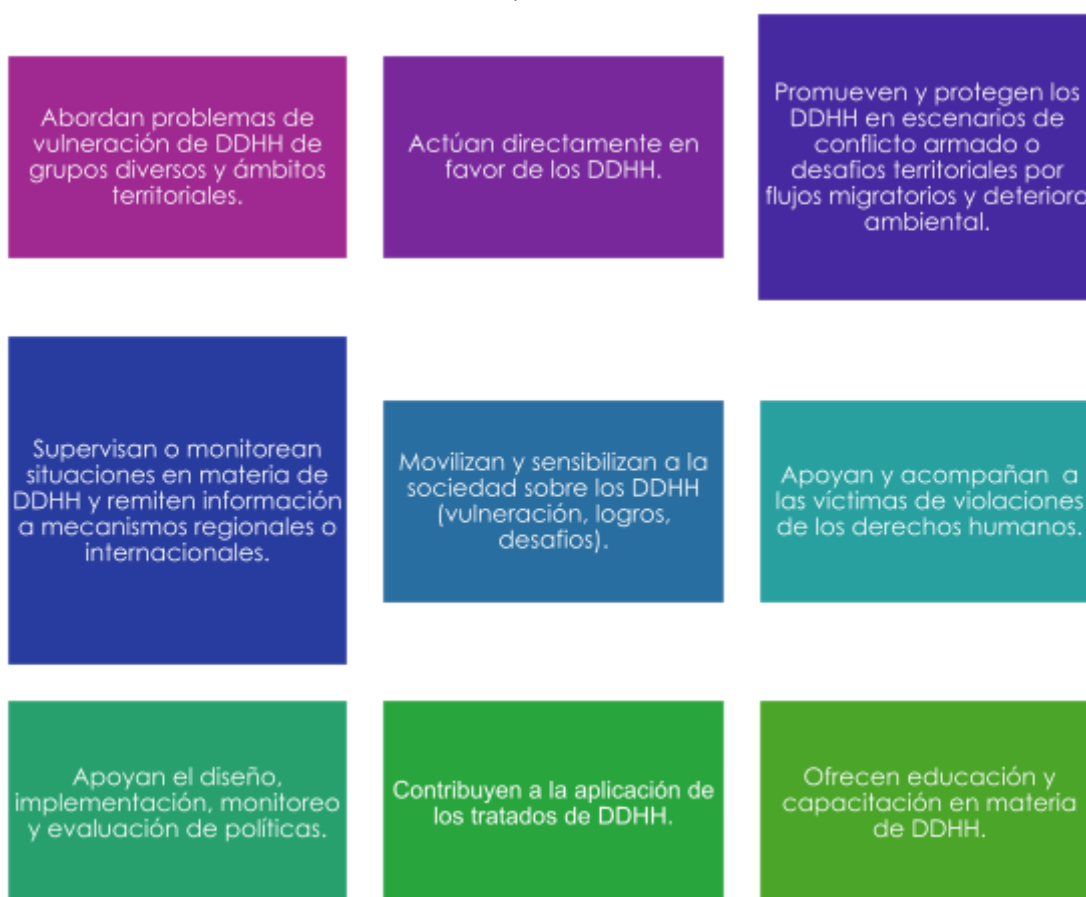 Abordan problemas de
vulneración de DDHH de
grupos diversos y ámbitos
territoriales.
Actúan directamente en
favor de los DDHH.
Promueven y protegen los
DDHH en escenarios de
conflicto armado o
desafios territoriales por
flujos migratorios y deterioro
ambiental.
Supervisan o monitorean
situaciones en materia de
DDHH y remiten información
a mecanismos regionales o
internacionales.
Movilizan y sensibilizan a la
sociedad sobre los DDHH
(vulneración, logros,
desafios).
Apoyan y acompañan a
las víctimas de violaciones
de los derechos humanos.
Apoyan el diseño,
implementación, monitoreo
y evaluación de políticas.
Contribuyen a la aplicación de
los tratados de DDHH.
Ofrecen educación y
capacitación en materia
de DDHH.